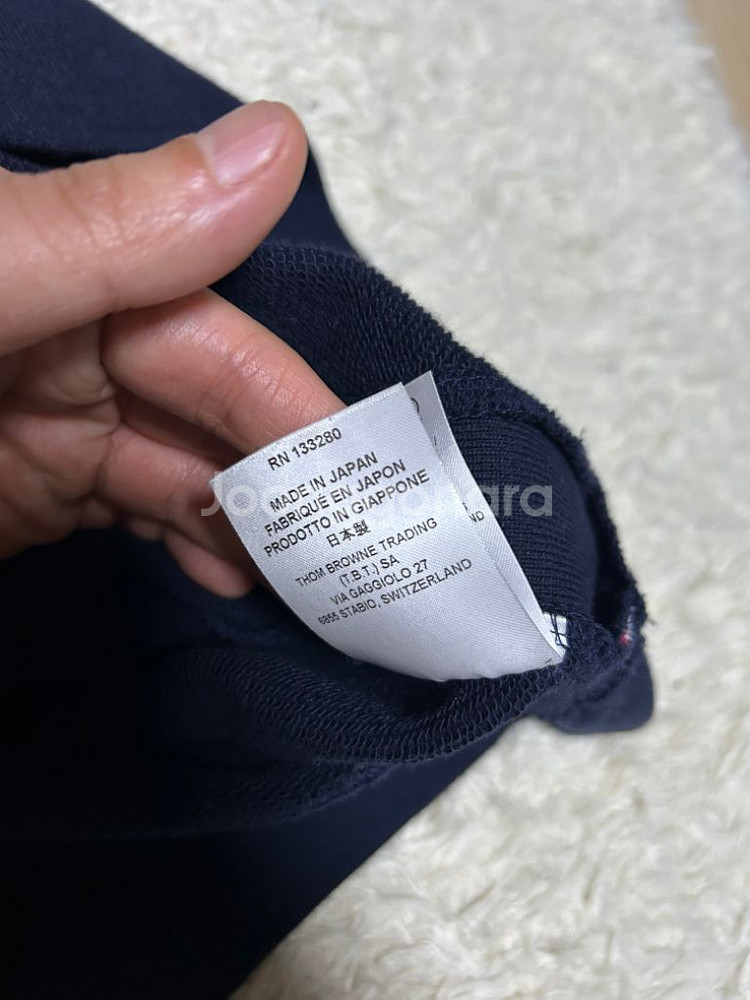 RN 133280
MADE IN JAPAN
FABRIQUÉ EN JAPON
PRODOTTO IN GIAPPONE
日本製
THOM BROWNE TRADING
(T.B.T.) SA
VIA GAGGIOLO 27
6855 STABIO, SWITZERLAND
ND